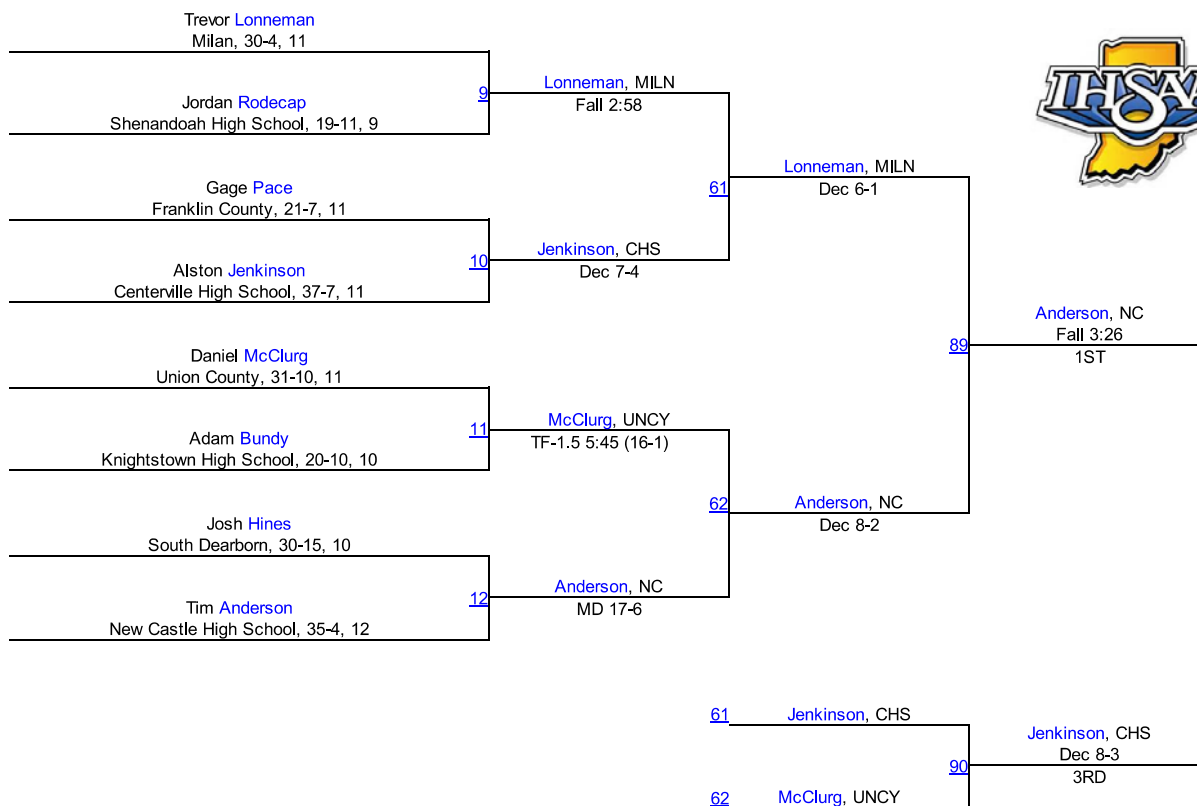 Trevor Lonneman
Milan, 30-4, 11
9
Jordan Rodecap
Shenandoah High School, 19-11, 9
Lonneman, MILN
Fall 2:58
Gage Pace
Franklin County, 21-7, 11
10
Alston Jenkinson
Centerville High School, 37-7, 11
Jenkinson, CHS
Dec 7-4
61
Lonneman, MILN
Dec 6-1
Daniel McClurg
Union County, 31-10, 11
11
Adam Bundy
Knightstown High School, 20-10, 10
McClurg, UNCY
TF-1.5 5:45 (16-1)
Josh Hines
South Dearborn, 30-15, 10
12
Tim Anderson
New Castle High School, 35-4, 12
Anderson, NC
MD 17-6
62
Anderson, NC
Dec 8-2
89
Anderson, NC
Fall 3:26
1ST
IHSAA
61
Jenkinson, CHS
62
McClurg, UNCY
90
Jenkinson, CHS
Dec 8-3
3RD